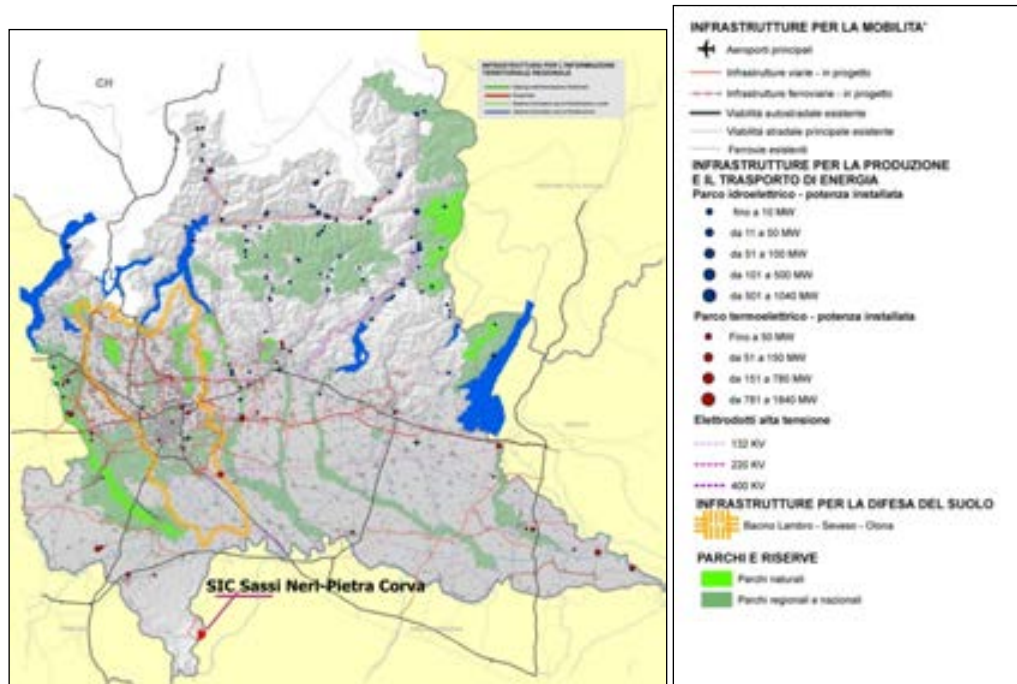 CH
INFRASTRUTTURE PER L'INFORMAZIONE
TERRITORIALE REGIONALE
SIC Sassi Neri-Pietra Corva
INFRASTRUTTURE PER LA MOBILITA'
Aeroporti principali
Infrastrutture viarie - in progetto
Infrastrutture ferroviarie - in progetto
Viabilità autostradale esistente
Viabilità stradale principale esistente
Ferrovie esistenti
INFRASTRUTTURE PER LA PRODUZIONE
E IL TRASPORTO DI ENERGIA
Parco idroelettrico - potenza installata
fino a 10 MW
da 11 a 50 MW
da 51 a 100 MW
da 101 a 500 MW
da 501 a 1040 MW
Parco termoelettrico - potenza installata
Fino a 50 MW
da 51 a 150 MW
da 151 a 780 MW
da 781 a 1840 MW
Elettrodotti alta tensione
132 KV
220 KV
400 KV
INFRASTRUTTURE PER LA DIFESA DEL SUOLO
Bacino Lambro - Seveso - Olona
PARCHI E RISERVE
Parchi naturali
Parchi regionali e nazionali